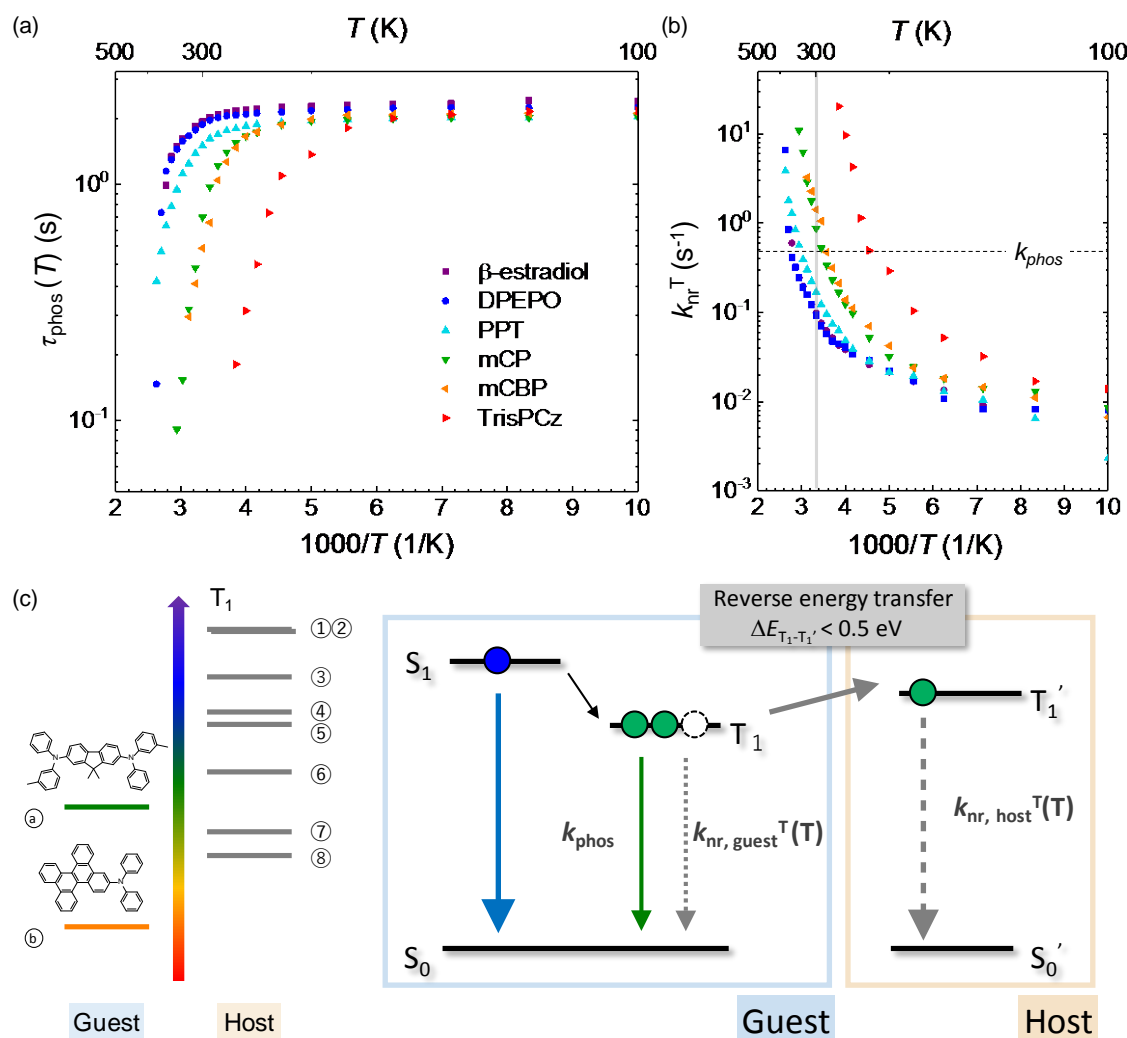 (a)
T (K)
500
300
100
10⁰
10⁻¹
τphos (T) (s)
β-estradiol
DPEPO
PPT
mCP
mCBP
TrisPCz
2 3 4 5 6 7 8 9 10
1000/T (1/K)
(b)
T (K)
500
300
100
10¹
10⁰
10⁻¹
10⁻²
10⁻³
knrᵀ (s⁻¹)
kphos
2 3 4 5 6 7 8 9 10
1000/T (1/K)
(c)
T₁
①②
③
④
⑤
⑥
⑦
⑧
N
N
ⓐ
N
ⓑ
Guest
Host
Reverse energy transfer
ΔE_T₁-T₁' < 0.5 eV
S₁
T₁
T₁'
kphos
knr, guestᵀ(T)
knr, hostᵀ(T)
S₀
S₀'
Guest
Host